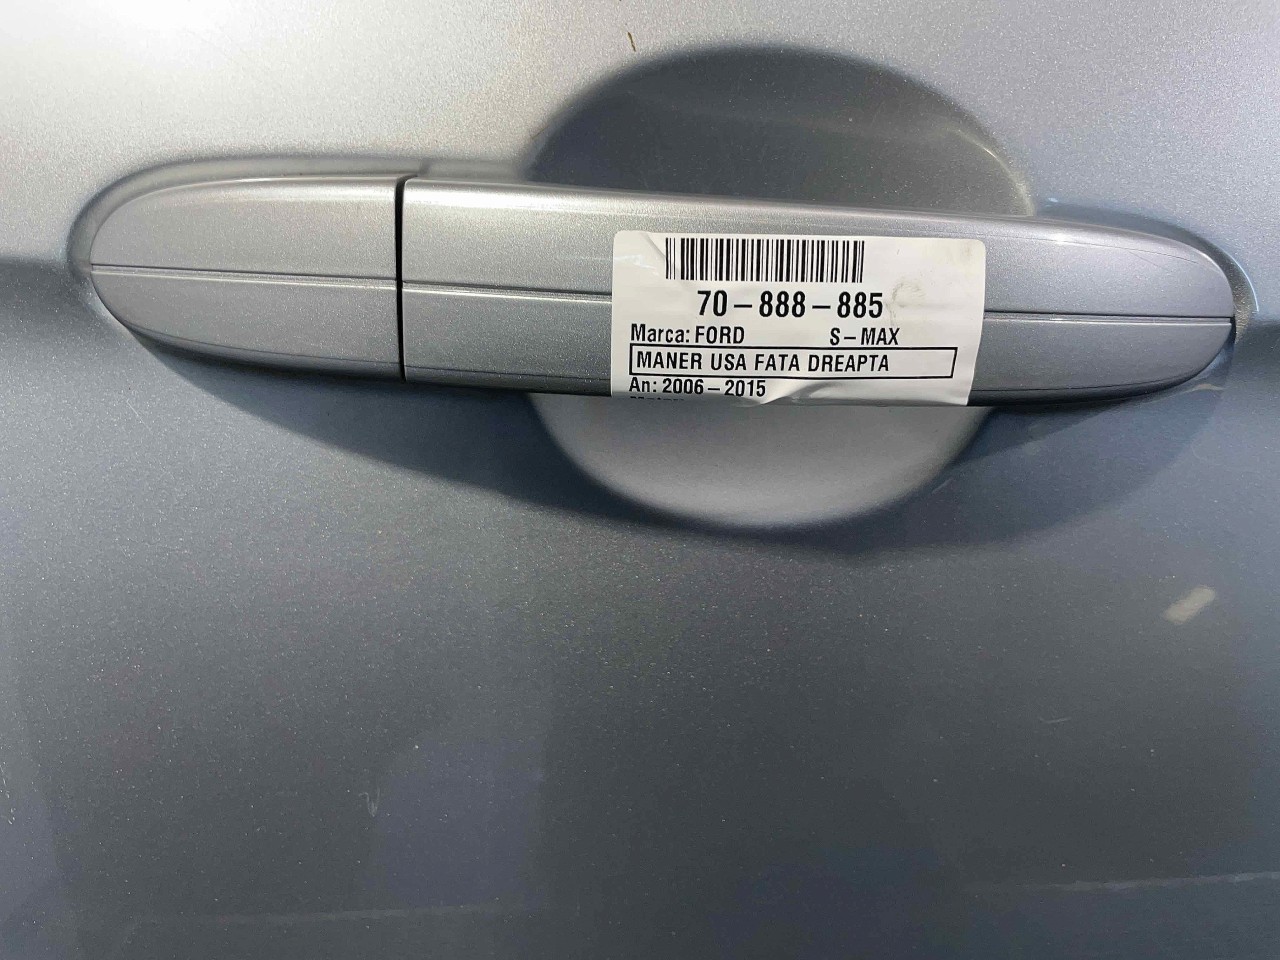 70-888-885
Marca: FORD S-MAX
MANER USA FATA DREAPTA
An: 2006-2015